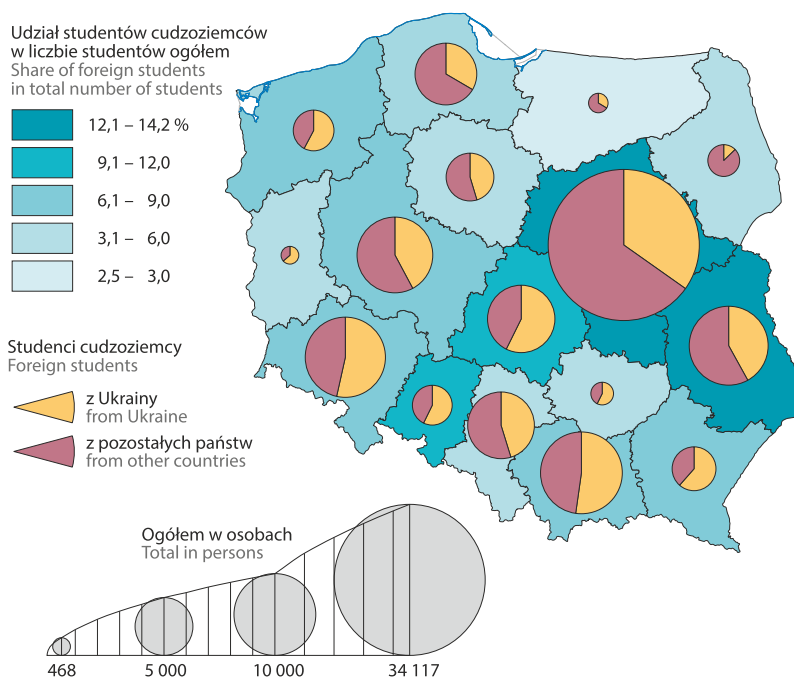 Udział studentów cudzoziemców
w liczbie studentów ogółem
Share of foreign students
in total number of students
12,1 – 14,2 %
9,1 – 12,0
6,1 – 9,0
3,1 – 6,0
2,5 – 3,0
Studenci cudzoziemcy
Foreign students
z Ukrainy
from Ukraine
z pozostałych państw
from other countries
Ogółem w osobach
Total in persons
468 5 000 10 000 34 117